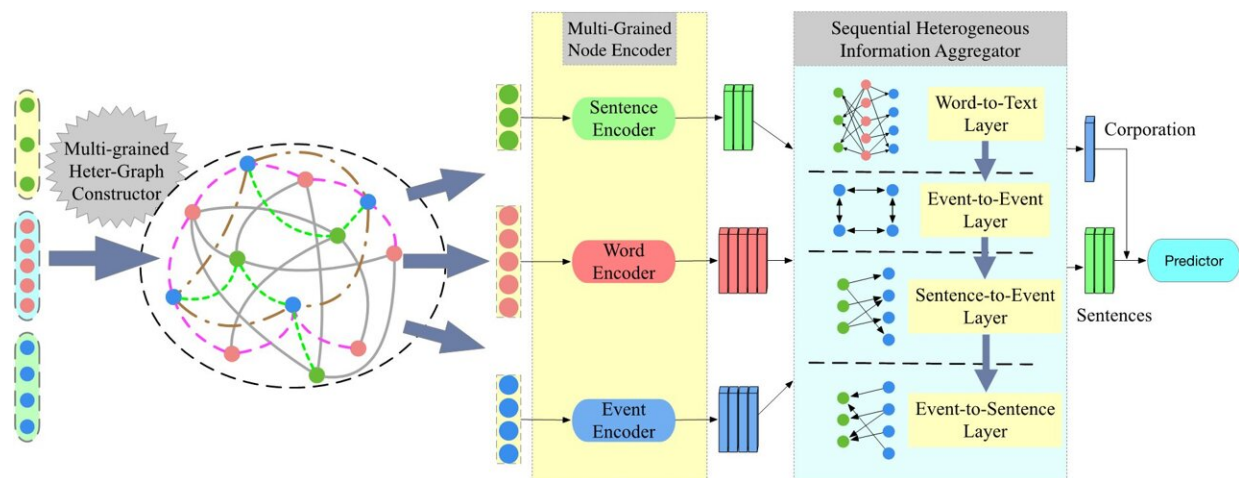 Multi-grained
Heter-Graph
Constructor
Multi-Grained
Node Encoder
Sentence
Encoder
Word
Encoder
Event
Encoder
Sequential Heterogeneous
Information Aggregator
Word-to-Text
Layer
Event-to-Event
Layer
Sentence-to-Event
Layer
Event-to-Sentence
Layer
Corporation
Sentences
Predictor